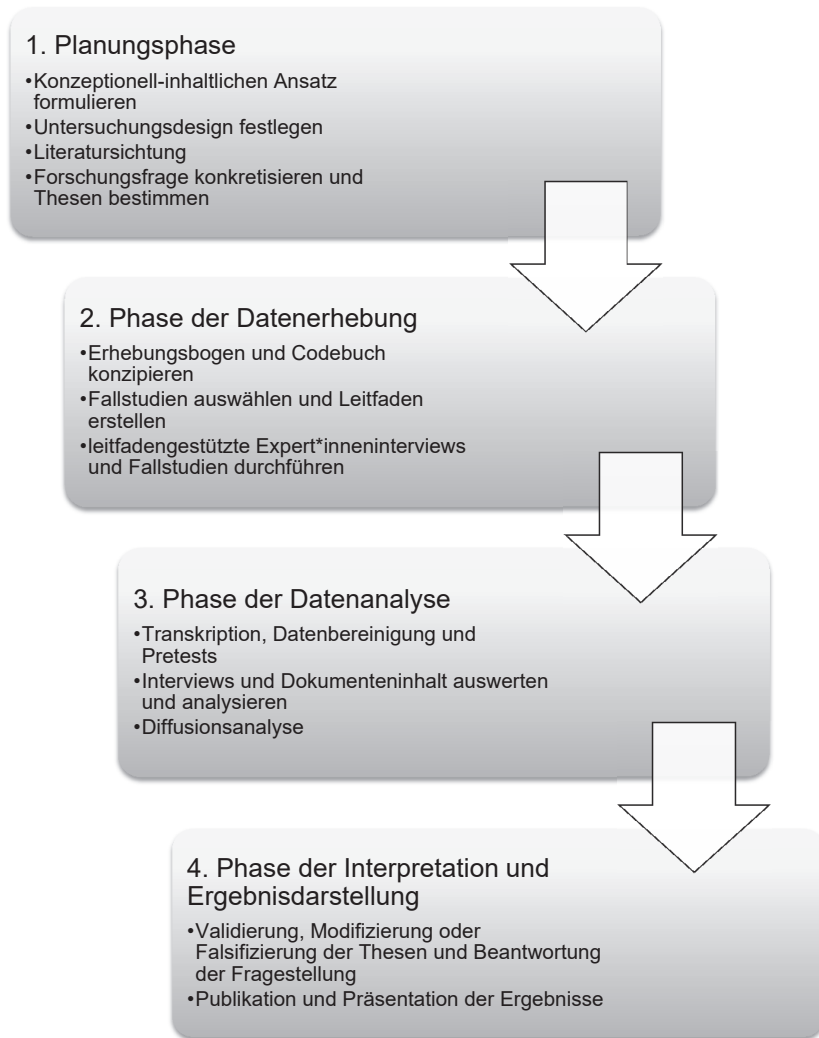 1. Planungsphase
•Konzeptionell-inhaltlichen Ansatz
formulieren
•Untersuchungsdesign festlegen
•Literatursichtung
•Forschungsfrage konkretisieren und
Thesen bestimmen
2. Phase der Datenerhebung
•Erhebungsbogen und Codebuch
konzipieren
•Fallstudien auswählen und Leitfaden
erstellen
•leitfadengestützte Expert*inneninterviews
und Fallstudien durchführen
3. Phase der Datenanalyse
•Transkription, Datenbereinigung und
Pretests
•Interviews und Dokumenteninhalt auswerten
und analysieren
•Diffusionsanalyse
4. Phase der Interpretation und
Ergebnisdarstellung
•Validierung, Modifizierung oder
Falsifizierung der Thesen und Beantwortung
der Fragestellung
•Publikation und Präsentation der Ergebnisse